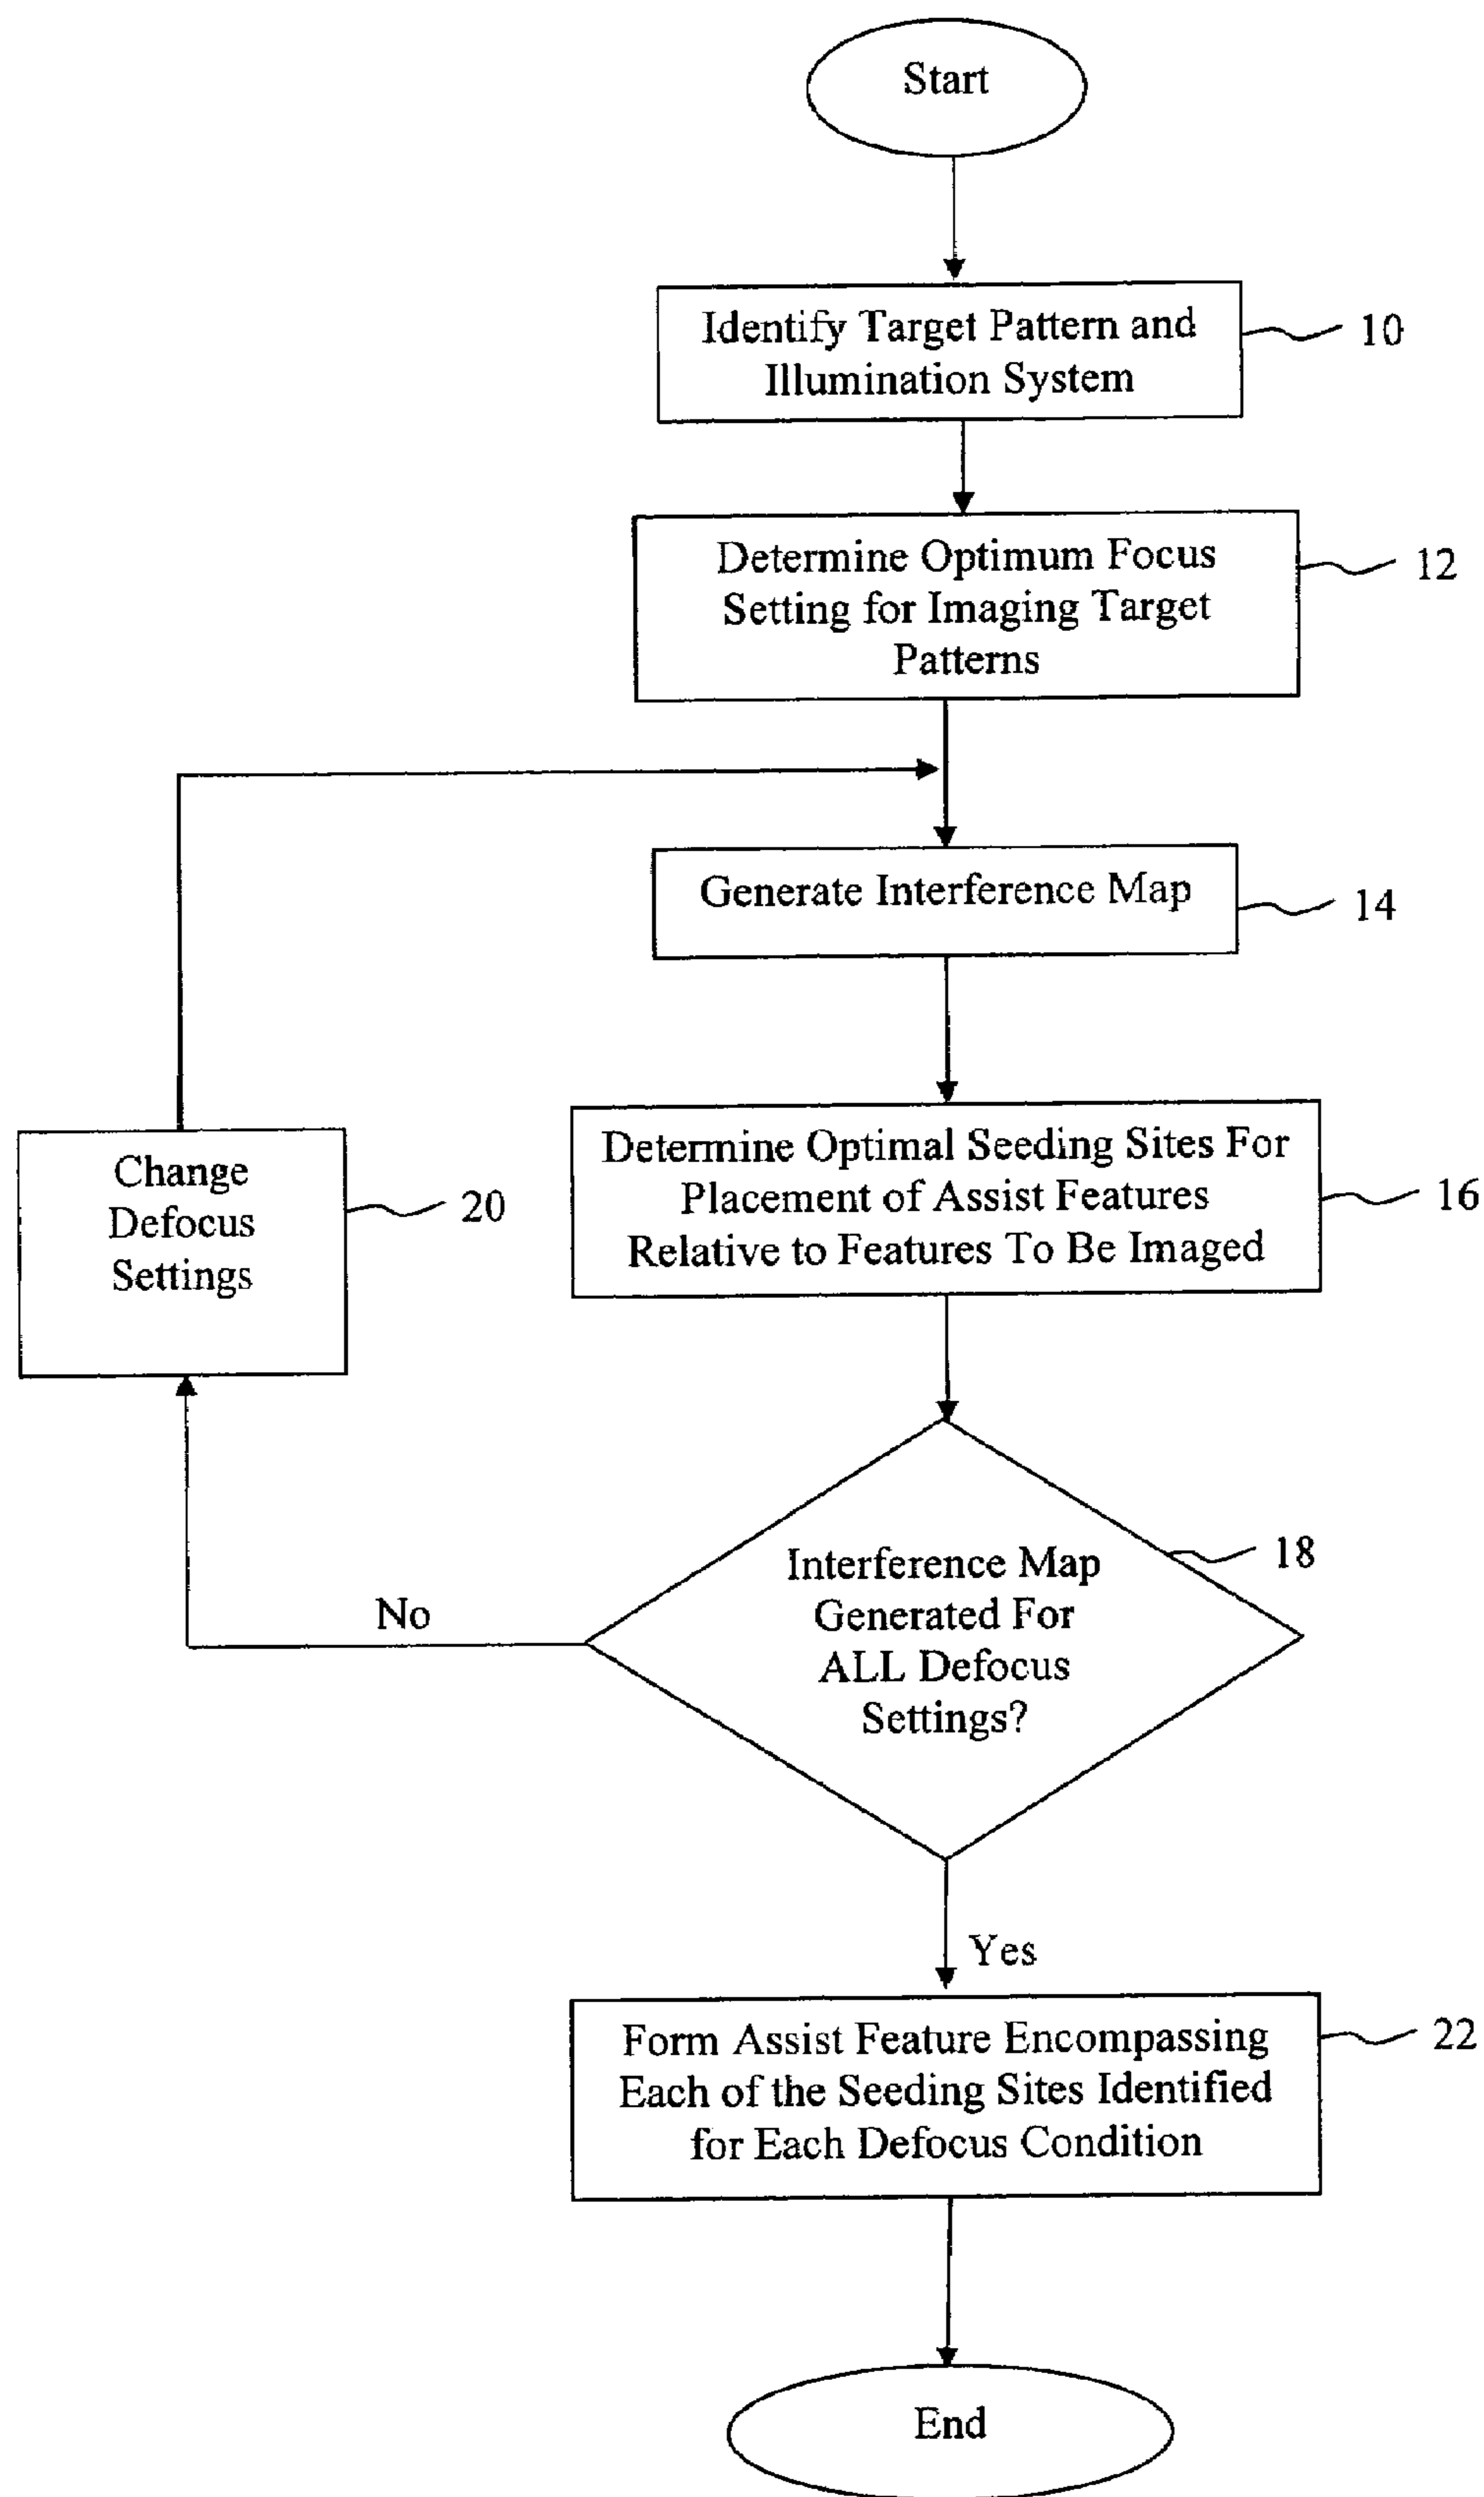 Start
Identify Target Pattern and
Illumination System
10
Determine Optimum Focus
Setting for Imaging Target
Patterns
12
Generate Interference Map
14
Determine Optimal Seeding Sites For
Placement of Assist Features
Relative to Features To Be Imaged
16
Change
Defocus
Settings
20
Interference Map
Generated For
ALL Defocus
Settings?
18
No
Yes
Form Assist Feature Encompassing
Each of the Seeding Sites Identified
for Each Defocus Condition
22
End